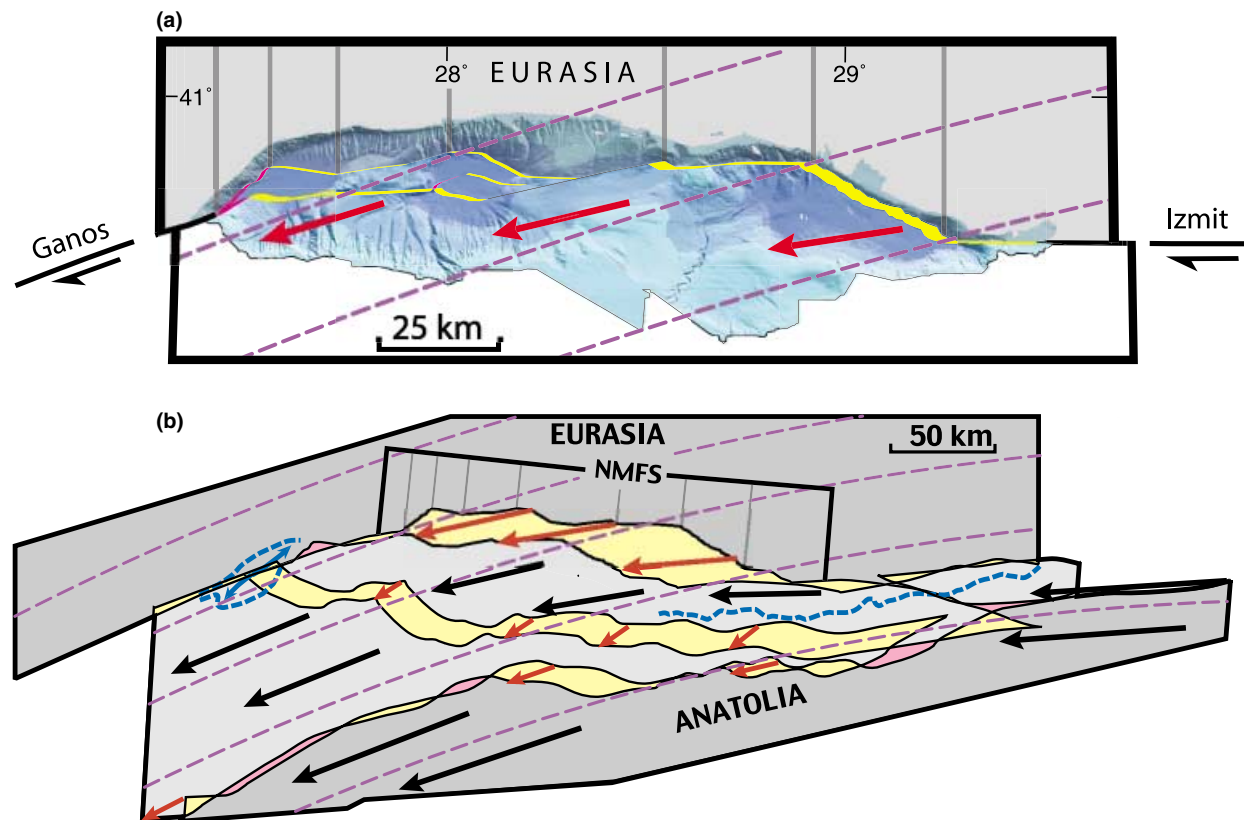 (a)
28°
EURASIA
29°
41°
Ganos
Izmit
25 km
(b)
EURASIA
50 km
NMFS
ANATOLIA